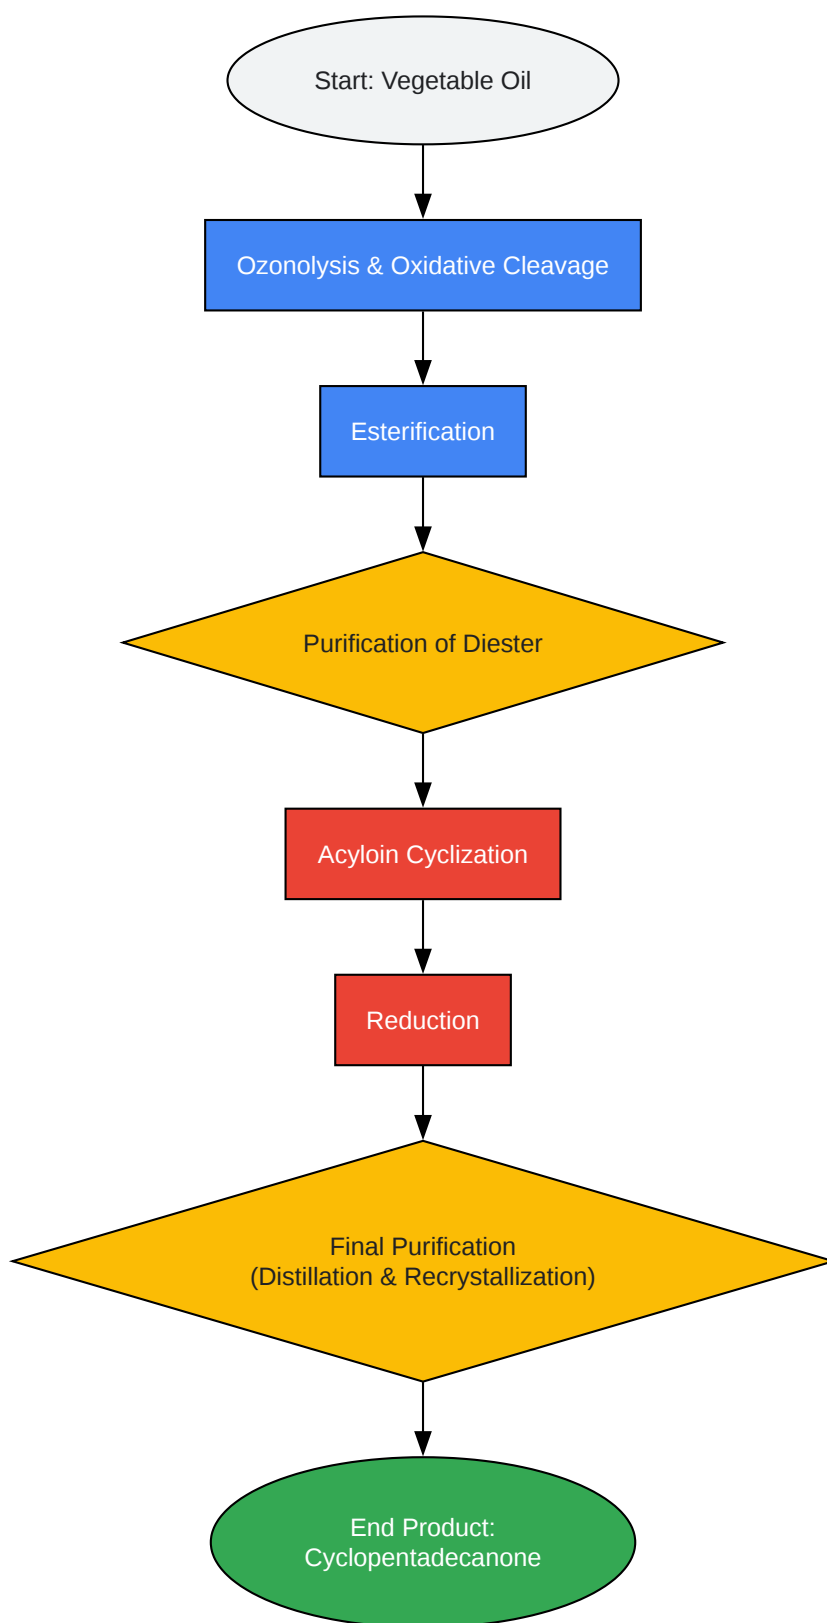 Start: Vegetable Oil
Ozonolysis & Oxidative Cleavage
Esterification
Purification of Diester
Acyloin Cyclization
Reduction
Final Purification
(Distillation & Recrystallization)
End Product:
Cyclopentadecanone